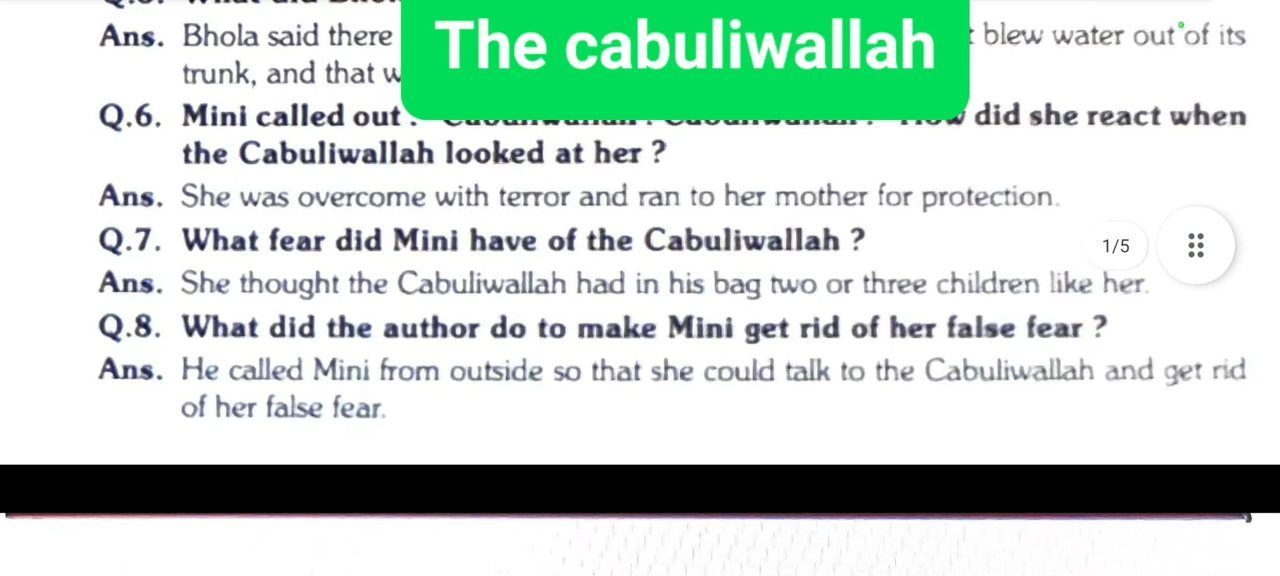 Ans. Bhola said there
The cabuliwallah
blew water out of its
trunk, and that w
Q.6. Mini called out : did she react when
the Cabuliwallah looked at her ?
Ans. She was overcome with terror and ran to her mother for protection.
Q.7. What fear did Mini have of the Cabuliwallah ?
1/5
Ans. She thought the Cabuliwallah had in his bag two or three children like her.
Q.8. What did the author do to make Mini get rid of her false fear ?
Ans. He called Mini from outside so that she could talk to the Cabuliwallah and get rid
of her false fear.